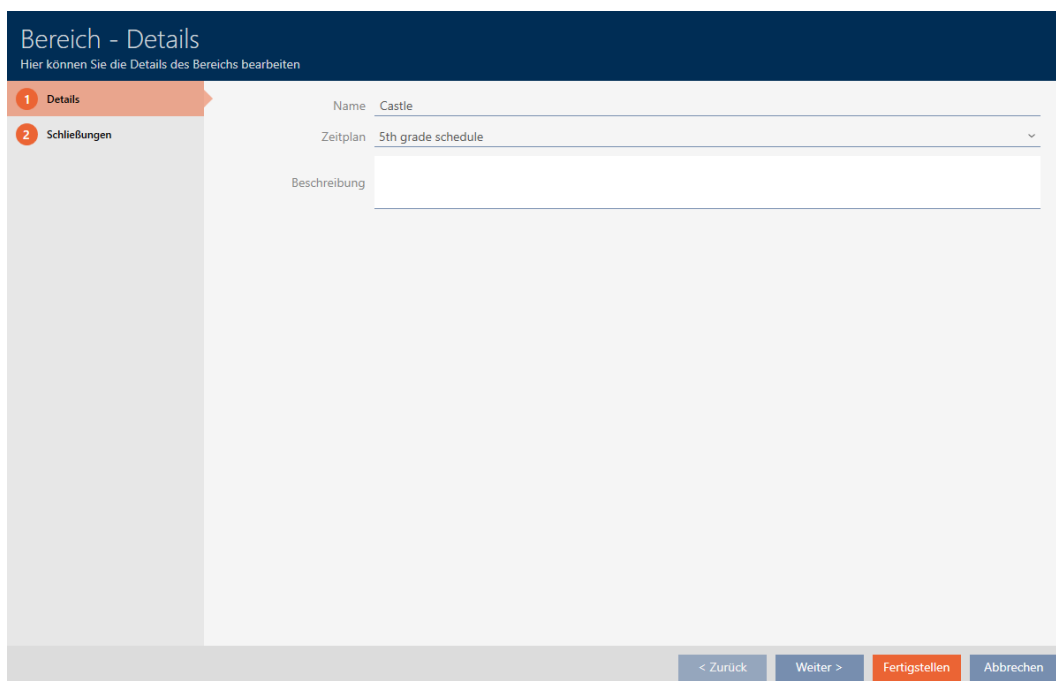 Bereich - Details
Hier können Sie die Details des Bereichs bearbeiten
1 Details
2 Schließungen
Name Castle
Zeitplan 5th grade schedule
Beschreibung
< Zurück Weiter > Fertigstellen Abbrechen